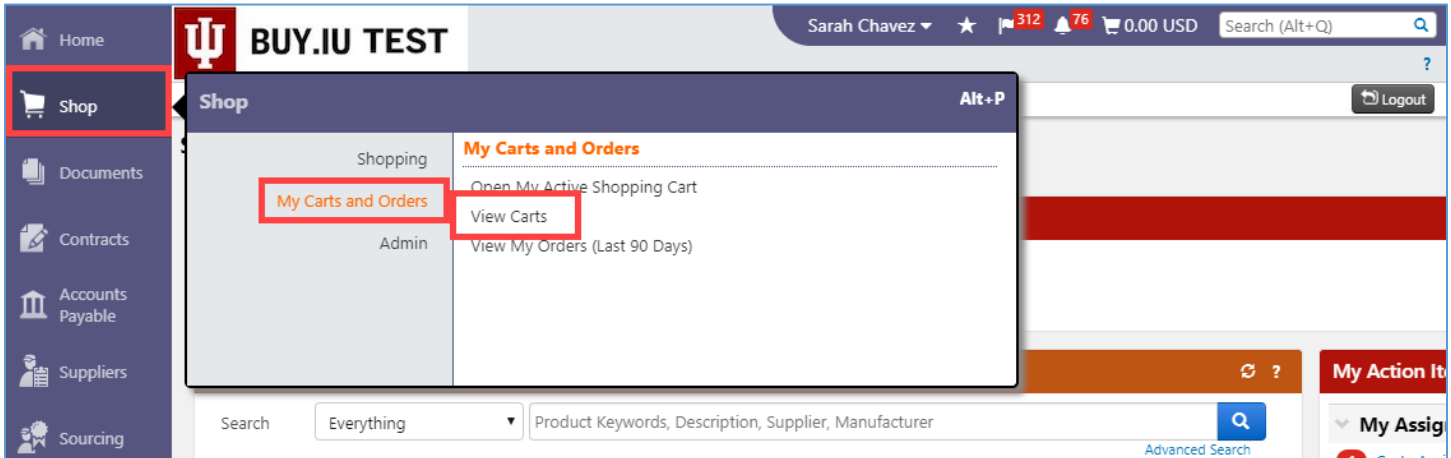 Home
BUY.IU TEST
Sarah Chavez 312 76 0.00 USD Search (Alt+Q)
?
Shop
Shop Alt+P
Logout
Shopping
My Carts and Orders
Admin
My Carts and Orders
Open My Active Shopping Cart
View Carts
View My Orders (Last 90 Days)
Documents
Contracts
Accounts
Payable
Suppliers
Sourcing
?
My Action
Search Everything Product Keywords, Description, Supplier, Manufacturer
Advanced Search
My